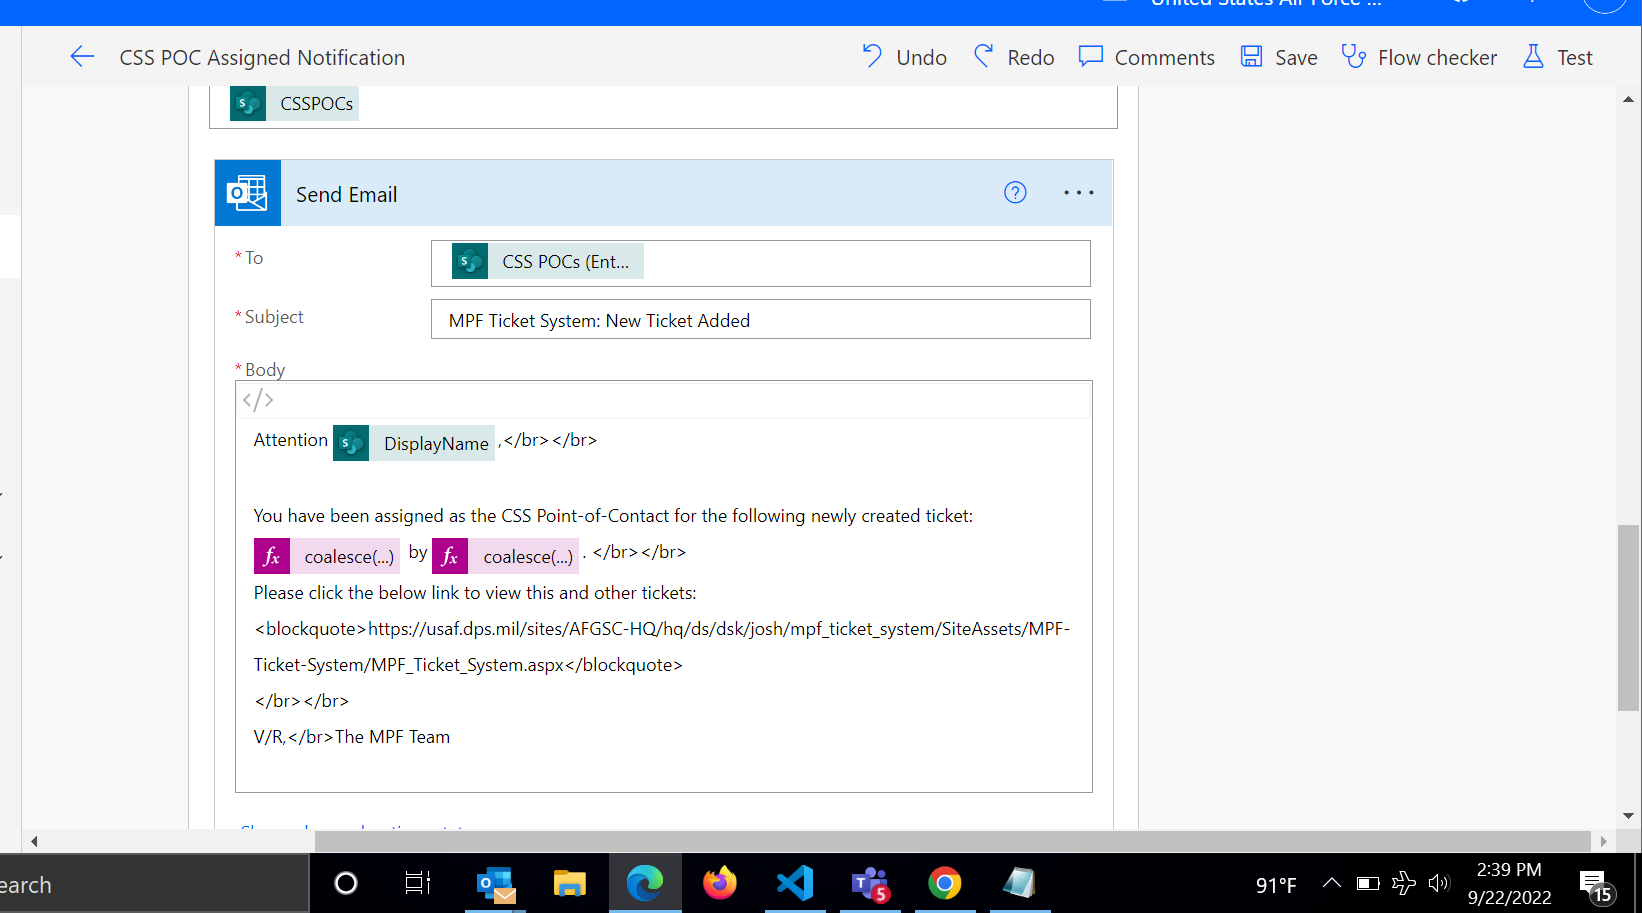 United States Air Force ...
CSS POC Assigned Notification
Undo
Redo
Comments
Save
Flow checker
Test
S CSSPOCs
Send Email
?
...
* To
S CSS POCs (Ent...
* Subject
MPF Ticket System: New Ticket Added
* Body
</>
Attention S DisplayName ,</br></br>
You have been assigned as the CSS Point-of-Contact for the following newly created ticket:
fx coalesce(...) by fx coalesce(...) . </br></br>
Please click the below link to view this and other tickets:
<blockquote>https://usaf.dps.mil/sites/AFGSC-HQ/hq/ds/dsk/josh/mpf_ticket_system/SiteAssets/MPF-
Ticket-System/MPF_Ticket_System.aspx</blockquote>
</br></br>
V/R,</br>The MPF Team
earch
5
91°F
2:39 PM
9/22/2022
15